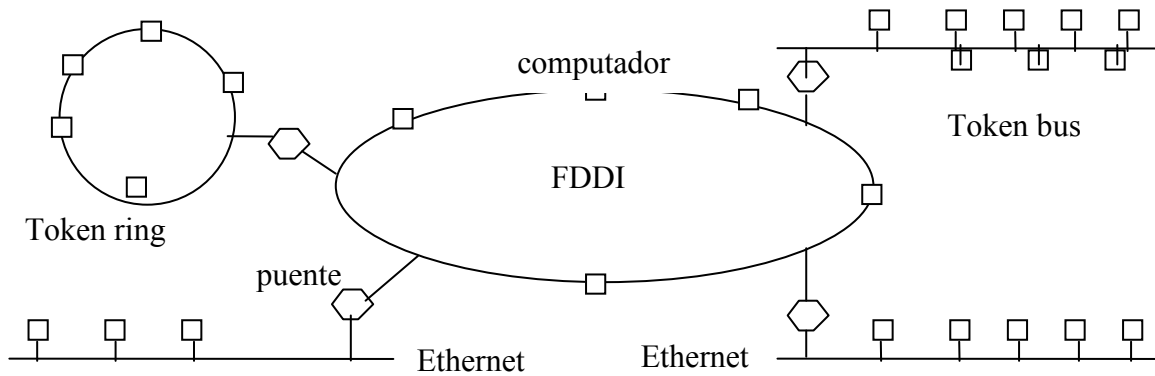 computador
Token bus
FDDI
Token ring
puente
Ethernet
Ethernet